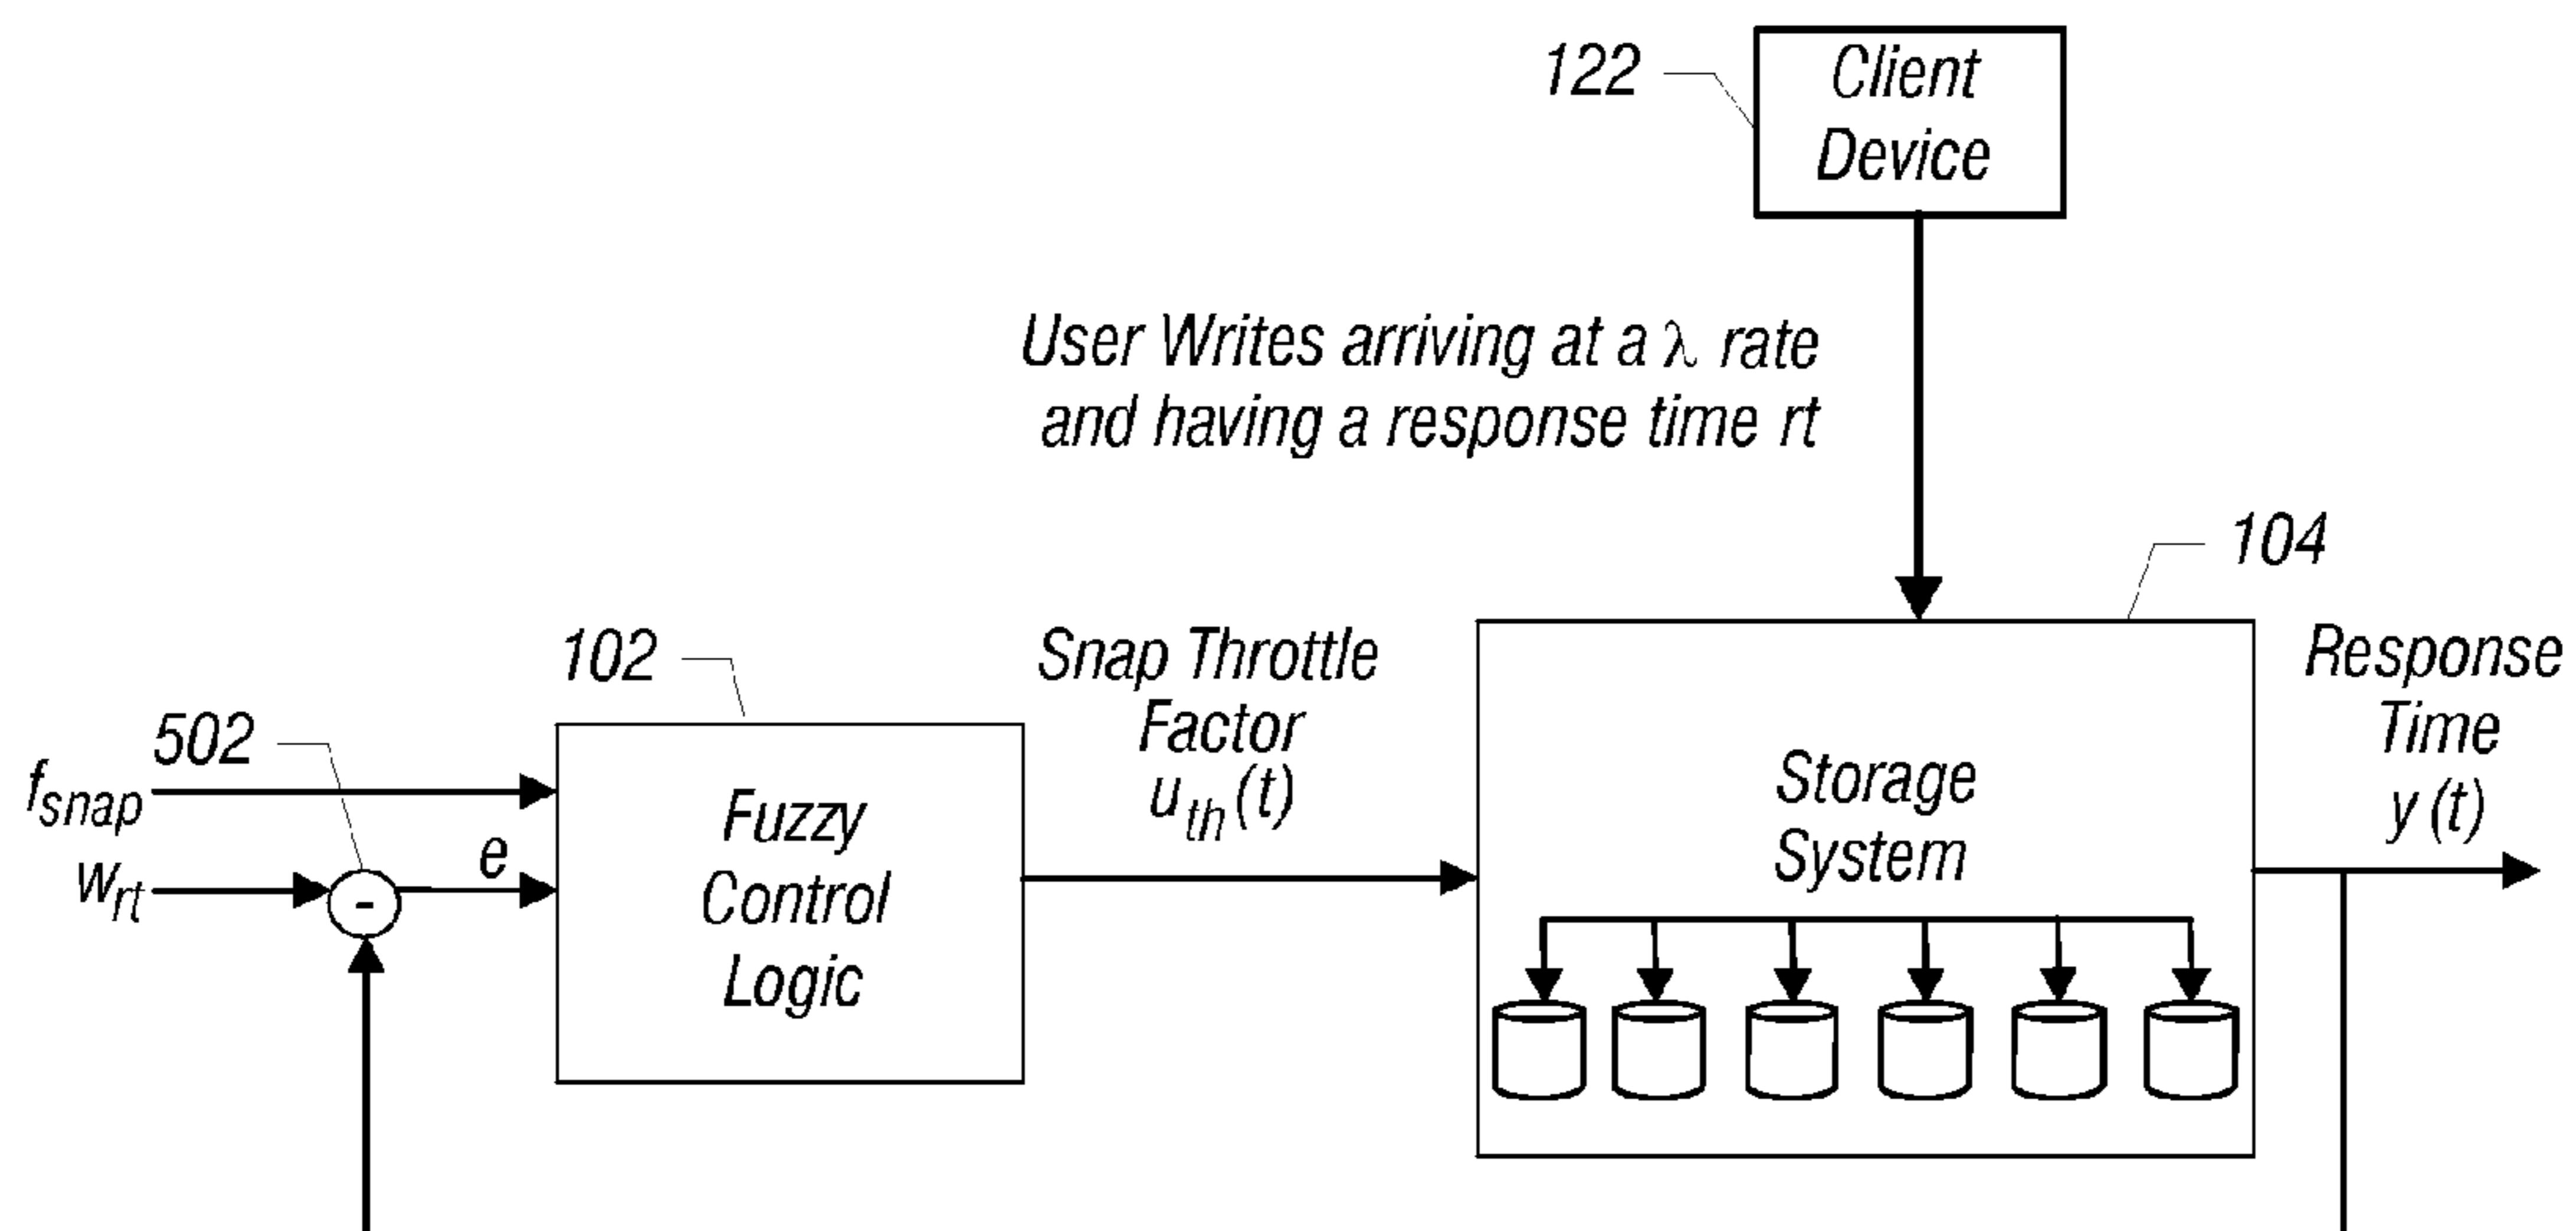 122
Client
Device
User Writes arriving at a λ rate
and having a response time rt
104
102
Snap Throttle
Factor
u_th(t)
Response
Time
y (t)
502
f_snap
w_rt
-
e
Fuzzy
Control
Logic
Storage
System